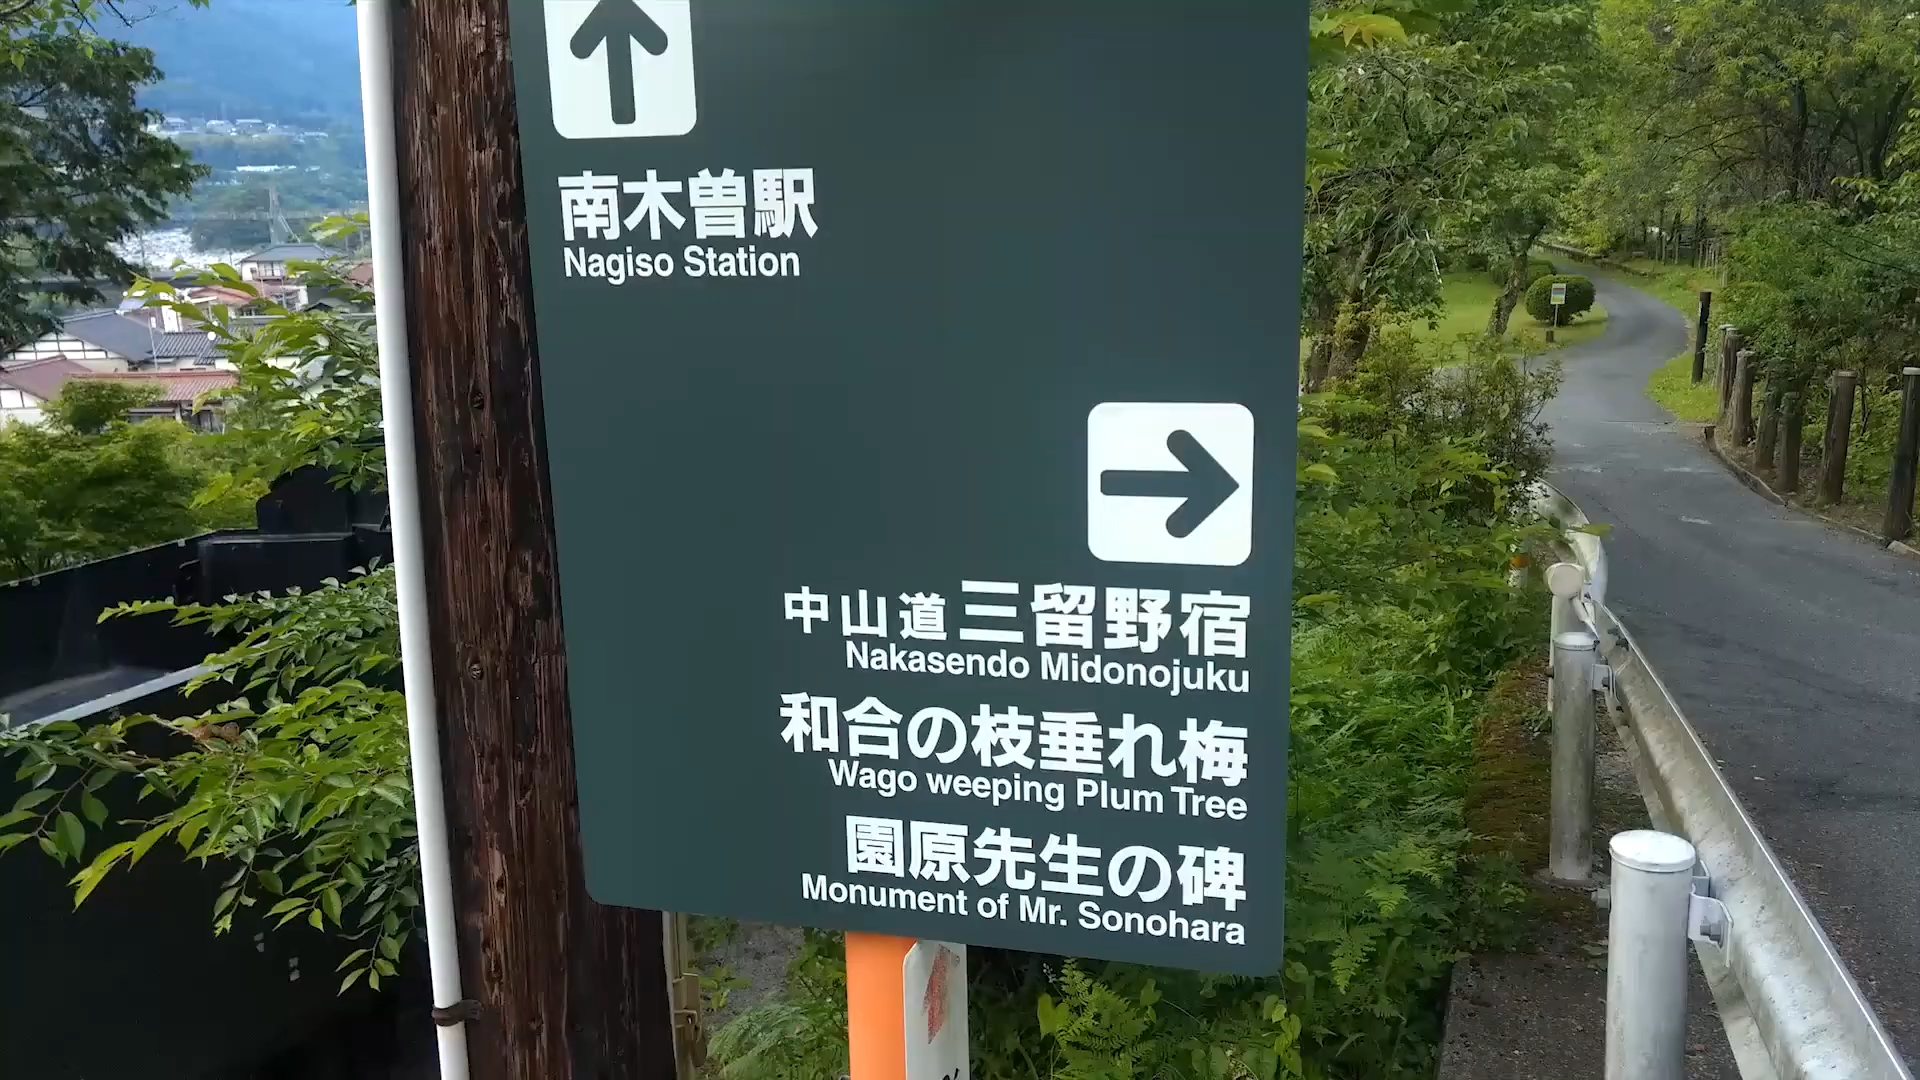 南木曽駅
Nagiso Station
中山道三留野宿
Nakasendo Midonojuku
和合の枝垂れ梅
Wago weeping Plum Tree
園原先生の碑
Monument of Mr. Sonohara